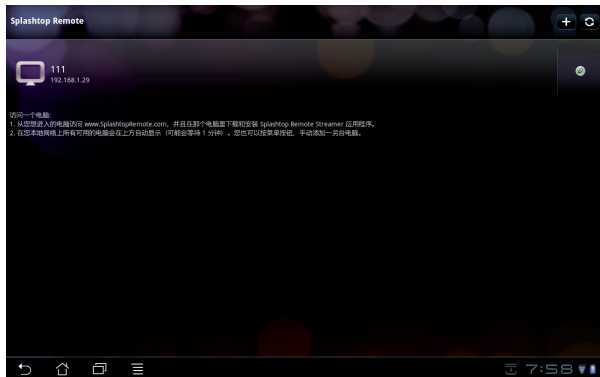 Splashtop Remote
111
192.168.1.29
访问一个电脑:
1. 从您想进入的电脑访问 www.SplashtopRemote.com，并且在那个电脑里下载和安装 Splashtop Remote Streamer 应用程序。
2. 在您本地网络上所有可用的电脑会在上方自动显示（可能会等待 1 分钟）。您也可以按菜单按钮，手动添加一另台电脑。
7:58